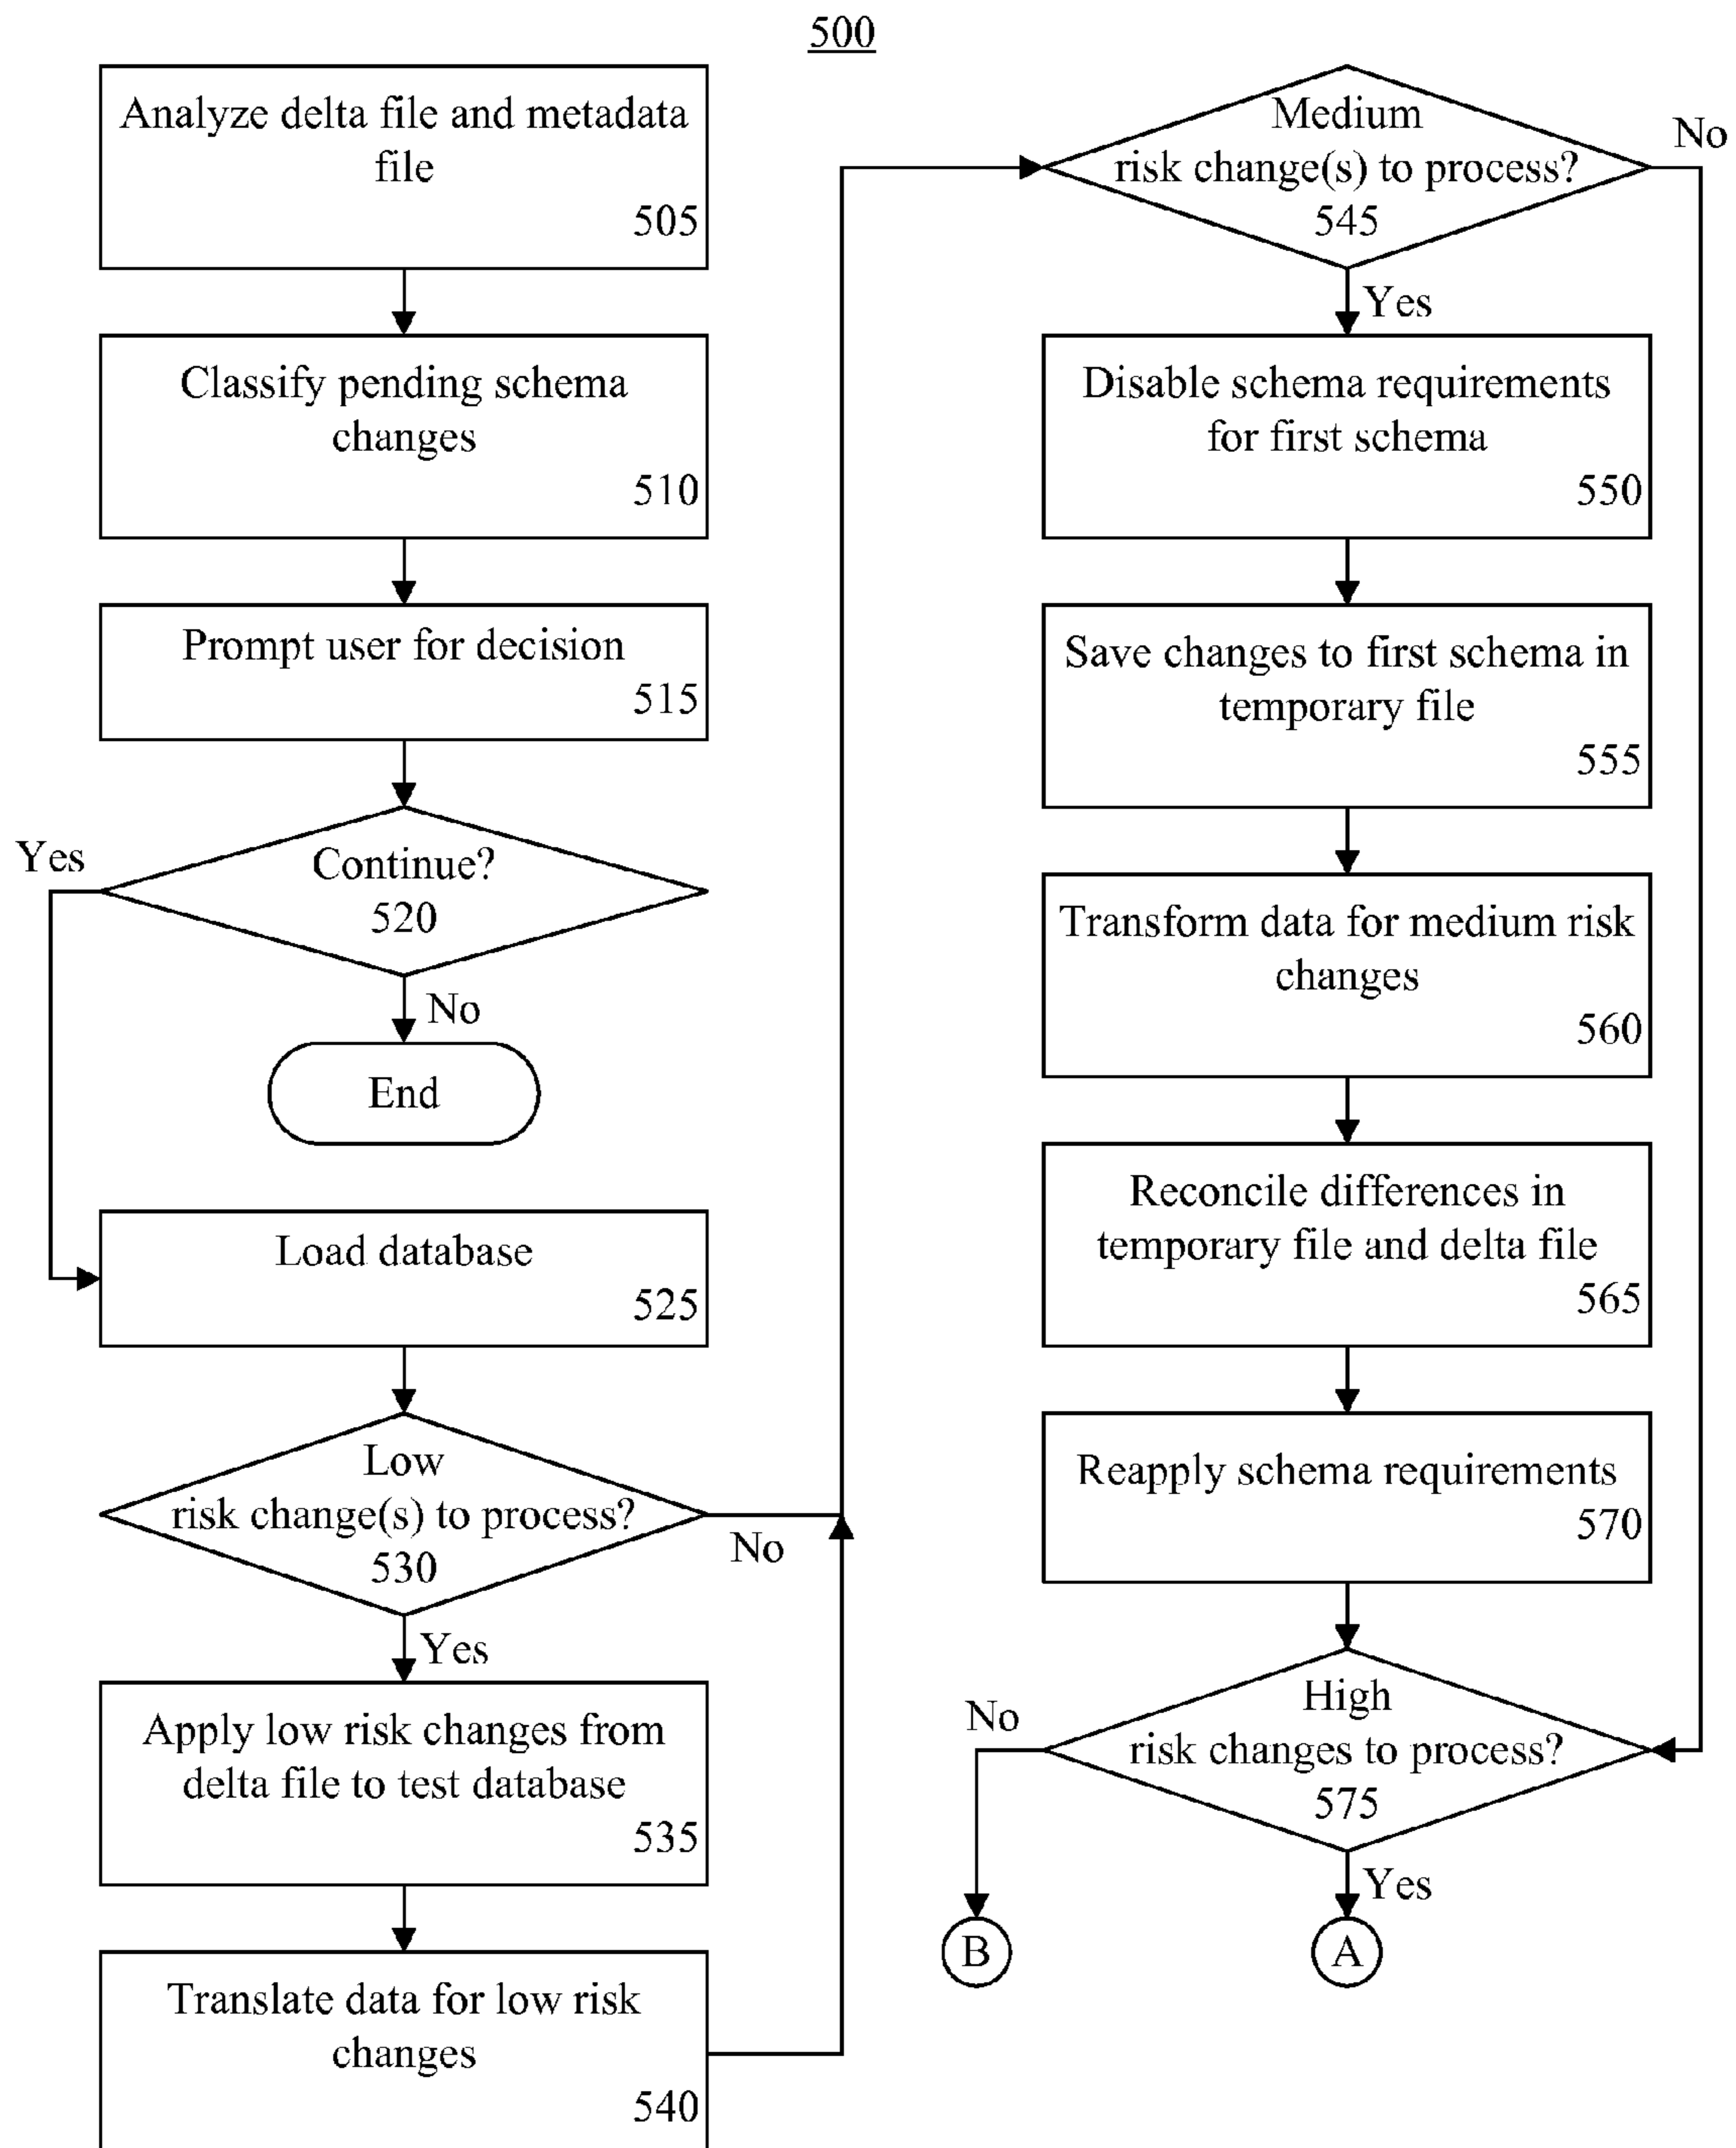 500
Analyze delta file and metadata
file
505
Classify pending schema
changes
510
Prompt user for decision
515
Yes
Continue?
520
No
End
Load database
525
Low
risk change(s) to process?
530
No
Yes
Apply low risk changes from
delta file to test database
535
Translate data for low risk
changes
540
Medium
risk change(s) to process?
545
No
Yes
Disable schema requirements
for first schema
550
Save changes to first schema in
temporary file
555
Transform data for medium risk
changes
560
Reconcile differences in
temporary file and delta file
565
Reapply schema requirements
570
High
risk changes to process?
575
No
Yes
B
A